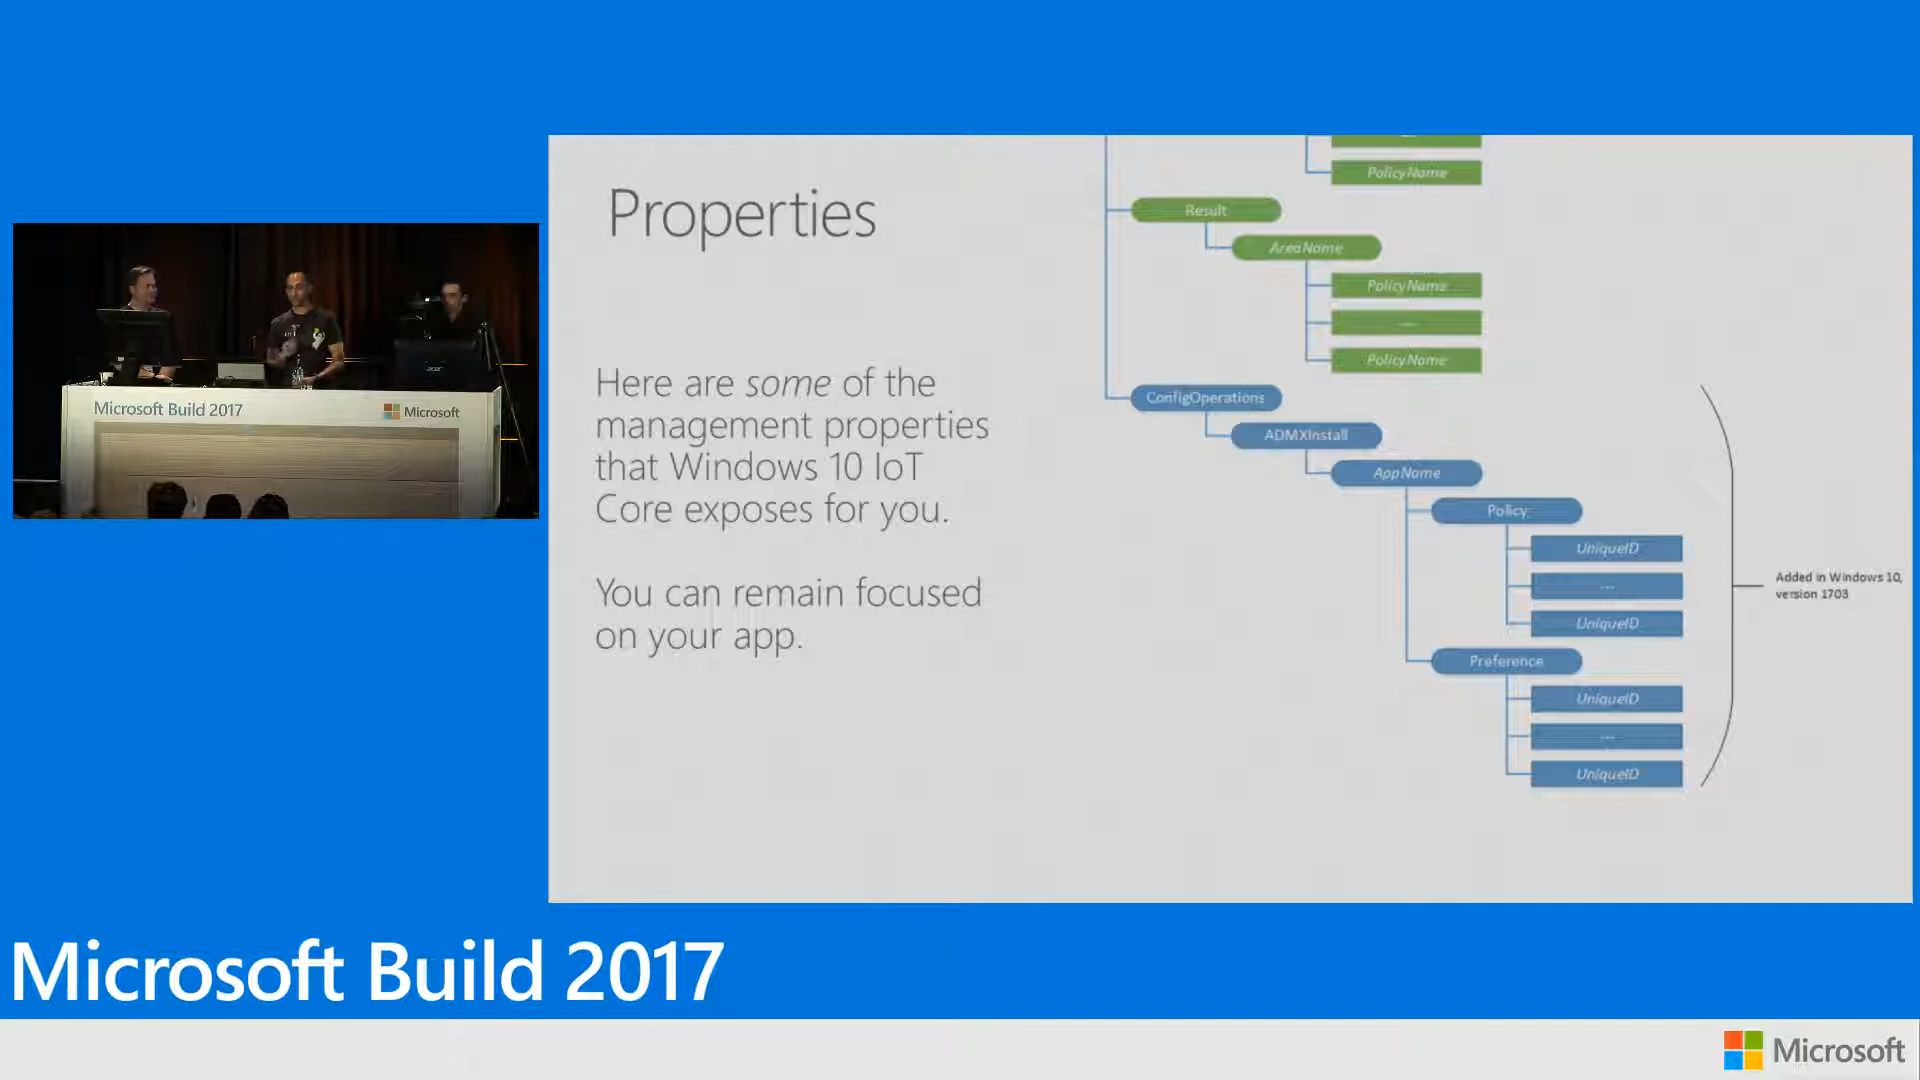 Properties
Here are some of the
management properties
that Windows 10 IoT
Core exposes for you.
You can remain focused
on your app.
PolicyName
Result
AreaName
PolicyName
...
PolicyName
ConfigOperations
ADMXInstall
AppName
Policy
UniqueID
...
UniqueID
Preference
UniqueID
...
UniqueID
Added in Windows 10,
version 1703
Microsoft Build 2017
Microsoft
acer
Microsoft Build 2017
Microsoft